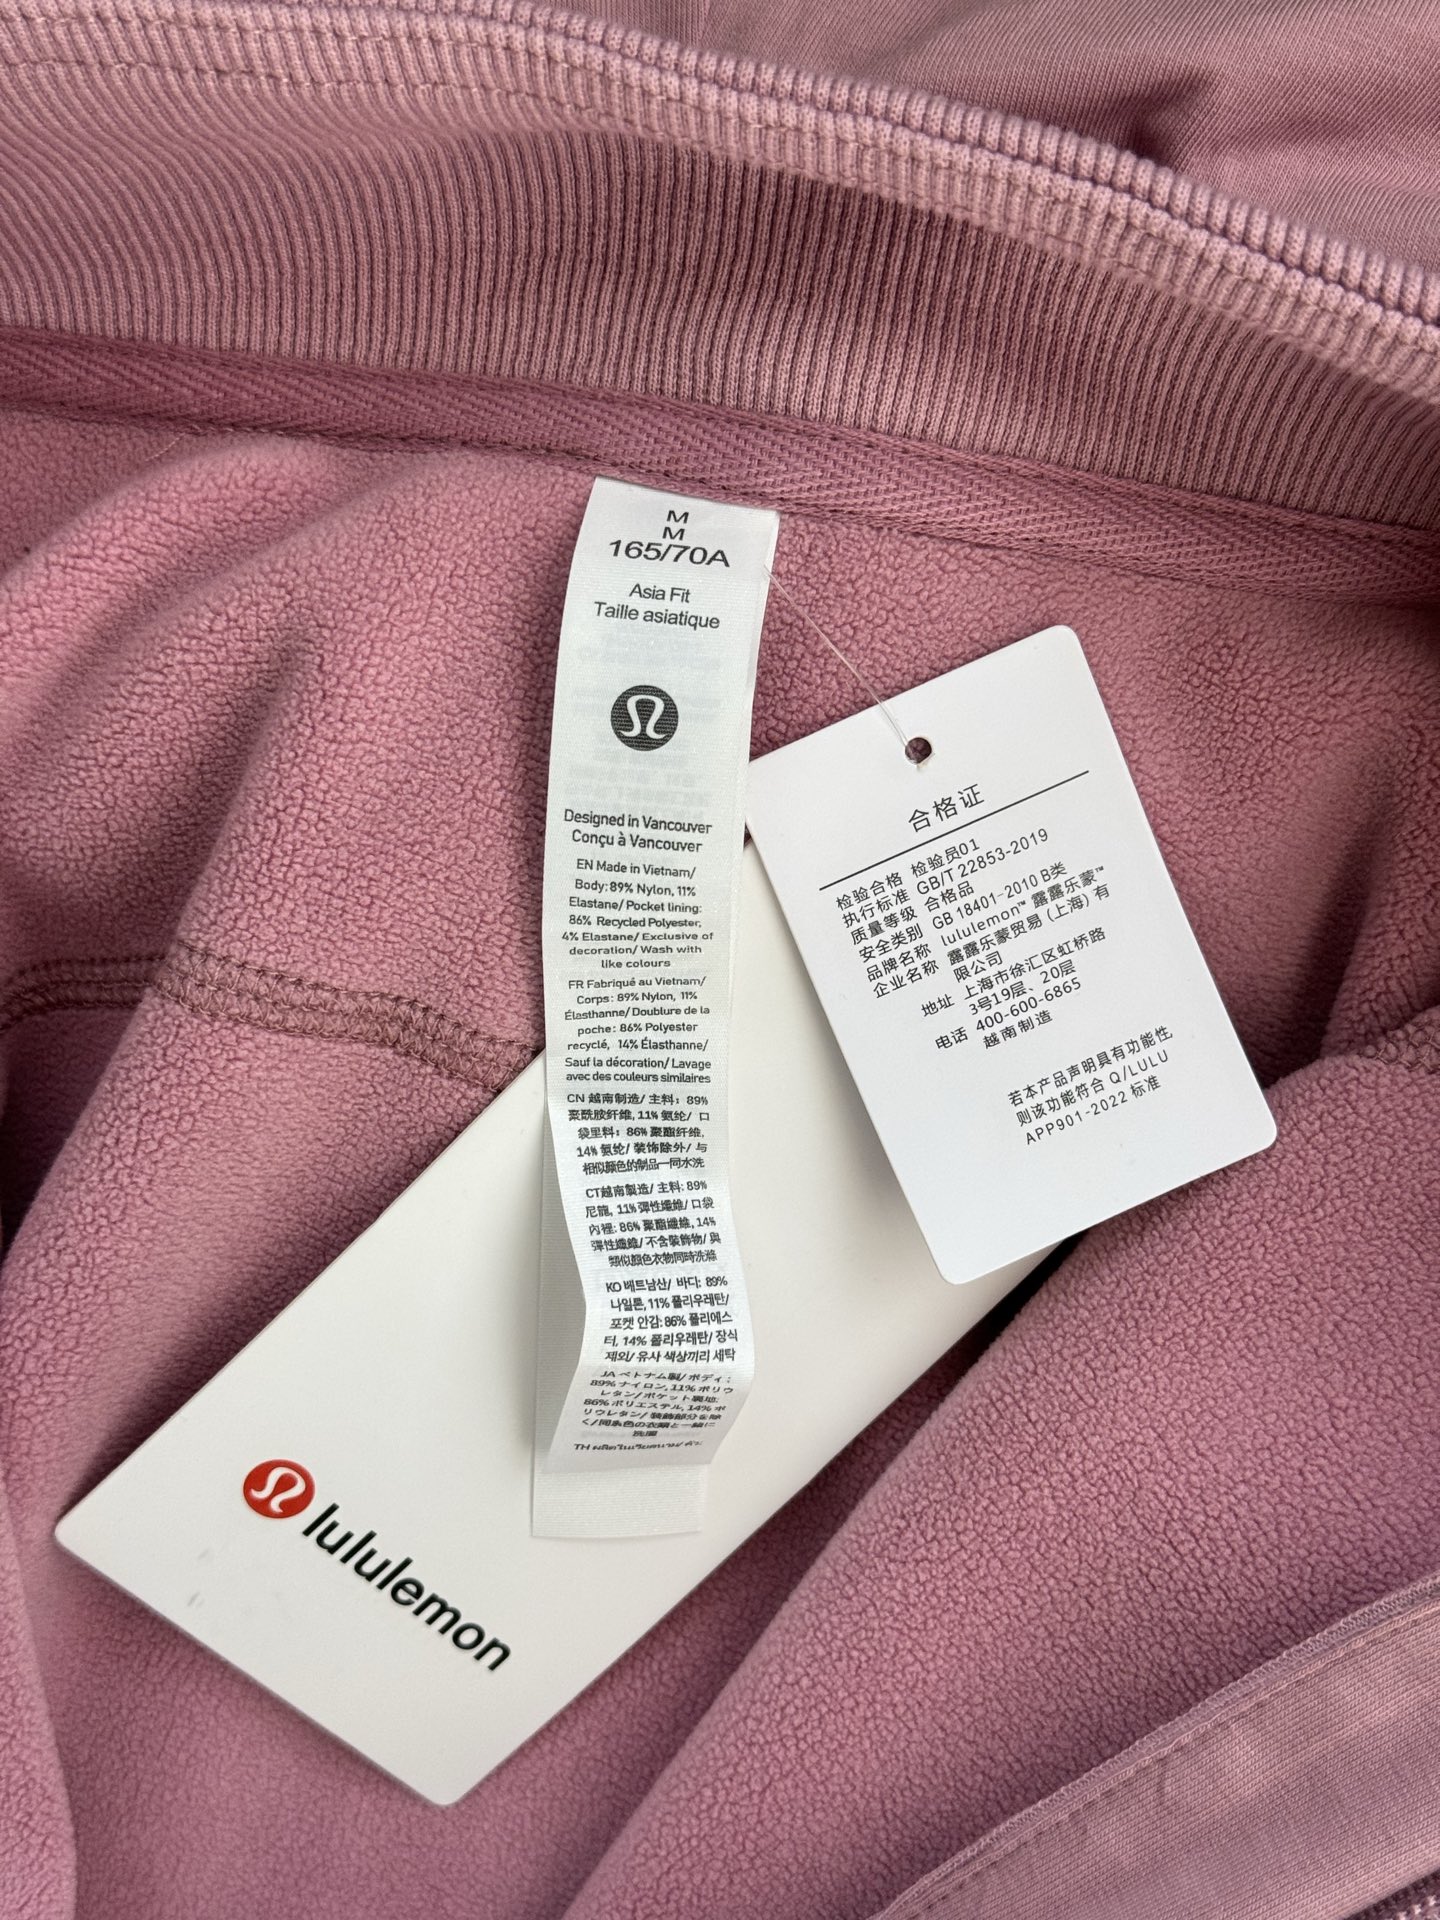 M
M
165/70A
Asia Fit
Taille asiatique
Designed in Vancouver
Conçu à Vancouver
EN Made in Vietnam/
Body: 89% Nylon, 11%
Elastane/ Pocket lining:
86% Recycled Polyester,
4% Elastane/ Exclusive of
decoration/ Wash with
like colours
FR Fabriqué au Vietnam/
Corps: 89% Nylon, 11%
Élasthanne/ Doublure de la
poche: 86% Polyester
recyclé, 14% Élasthanne/
Sauf la décoration/ Lavage
avec des couleurs similaires
CN 越南制造/ 主料: 89%
聚酰胺纤维, 11% 氨纶/ 口
袋里料: 86% 聚酯纤维,
14% 氨纶/ 装饰除外/ 与
相似颜色的制品一同水洗
CT越南製造/ 主料: 89%
尼龍, 11% 彈性纖維/ 口袋
內裡: 86% 聚酯纖維, 14%
彈性纖維/ 不含裝飾物/ 與
類似顏色衣物同時洗滌
KO 베트남산/ 바디: 89%
나일론, 11% 폴리우레탄/
포켓 안감: 86% 폴리에스
터, 14% 폴리우레탄/ 장식
제외/ 유사 색상끼리 세탁
JA ベトナム製/ ボディ:
89% ナイロン, 11% ポリウ
レタン/ ポケット裏地:
86% ポリエステル, 14% ポ
リウレタン/ 装飾部分を除
く/ 同系色の衣類と一緒に
洗濯
TH ผลิตในเวียดนาม/
合格证
检验合格 检验员01
执行标准 GB/T 22853-2019
质量等级 合格品
安全类别 GB 18401-2010 B类
品牌名称 lululemon™ 露露乐蒙™
企业名称 露露乐蒙贸易 (上海) 有
限公司
地址 上海市徐汇区虹桥路
3号19层、20层
电话 400-600-6865
越南制造
若本产品声明具有功能性,
则该功能符合 Q/LULU
APP901-2022 标准
lululemon